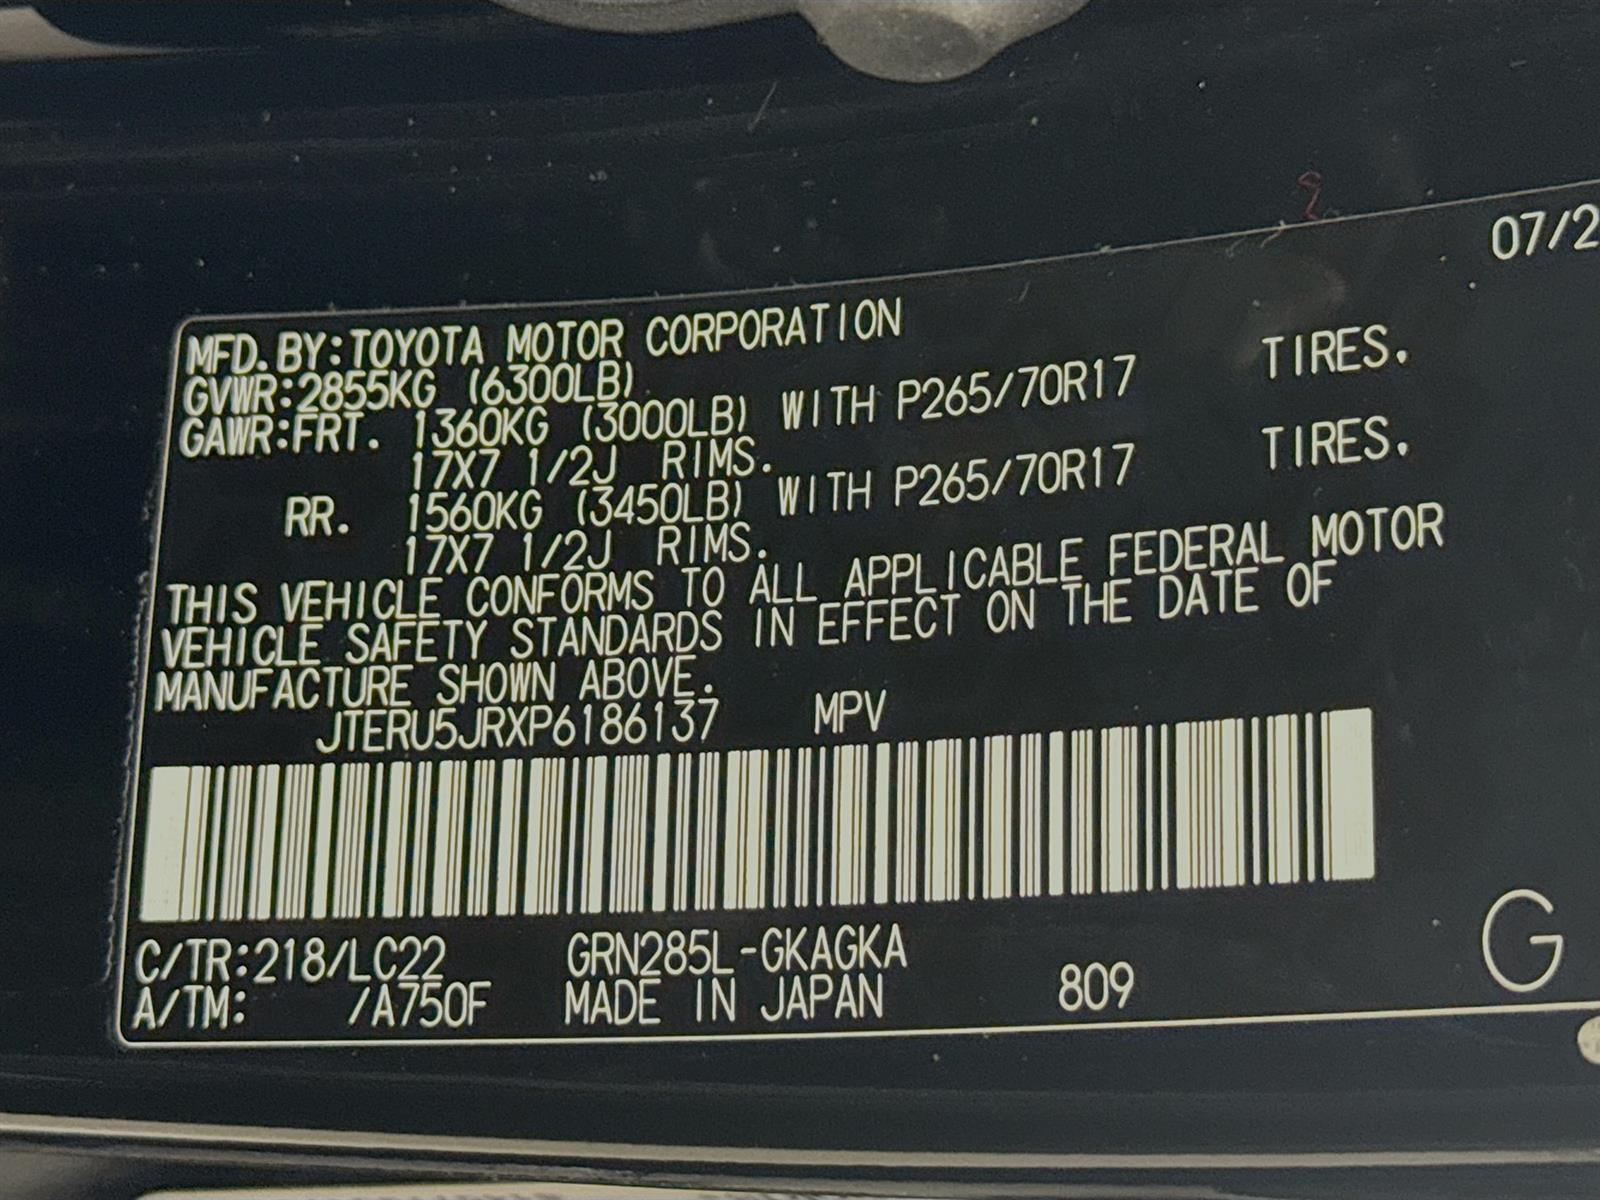 07/2
MFD. BY:TOYOTA MOTOR CORPORATION
GVWR:2855KG (6300LB)
GAWR:FRT. 1360KG (3000LB) WITH P265/70R17 TIRES.
17X7 1/2J RIMS.
RR. 1560KG (3450LB) WITH P265/70R17 TIRES.
17X7 1/2J RIMS.
THIS VEHICLE CONFORMS TO ALL APPLICABLE FEDERAL MOTOR
VEHICLE SAFETY STANDARDS IN EFFECT ON THE DATE OF
MANUFACTURE SHOWN ABOVE.
JTERU5JRXP6186137 MPV
C/TR:218/LC22 GRN285L-GKAGKA
A/TM: /A750F MADE IN JAPAN 809 G